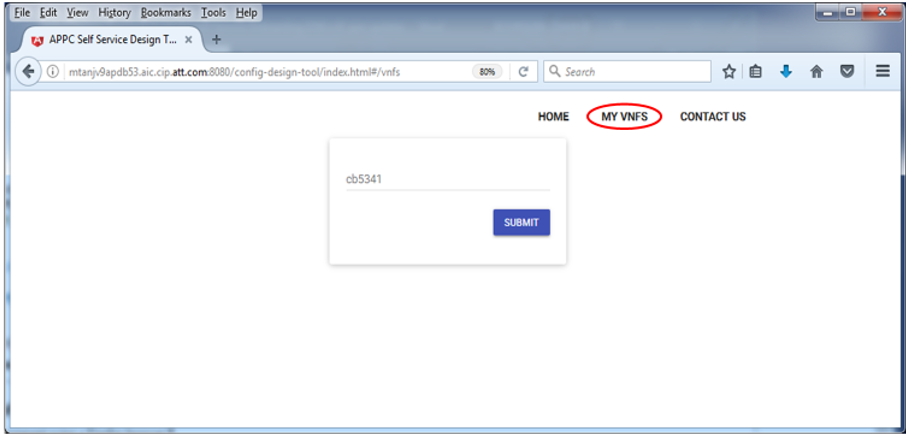 File Edit View History Bookmarks Tools Help
APPC Self Service Design T... × +
mtanjv9apdb53.aic.cip.att.com:8080/config-design-tool/index.html#/vnfs 80% Search
HOME MY VNFS CONTACT US
cb5341
SUBMIT